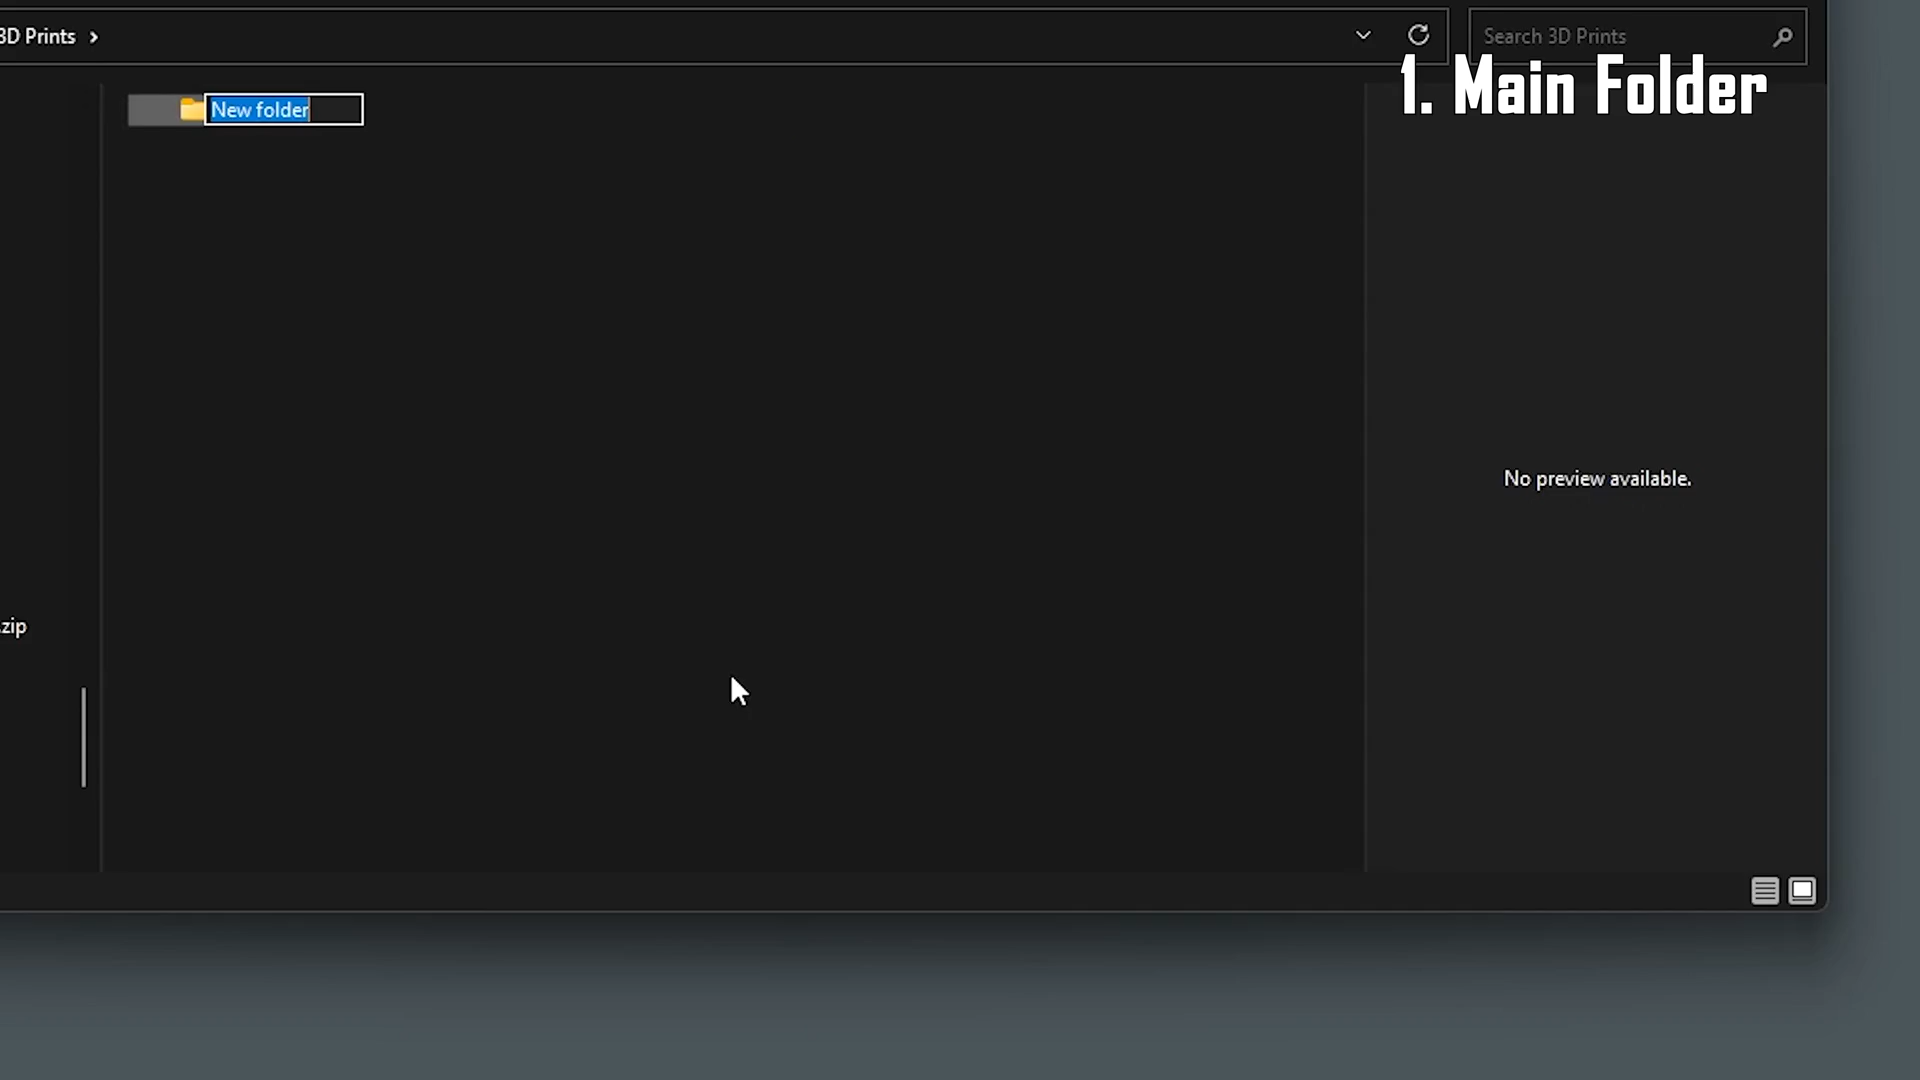 3D Prints
Search 3D Prints
1. Main Folder
New folder
No preview available.
.zip